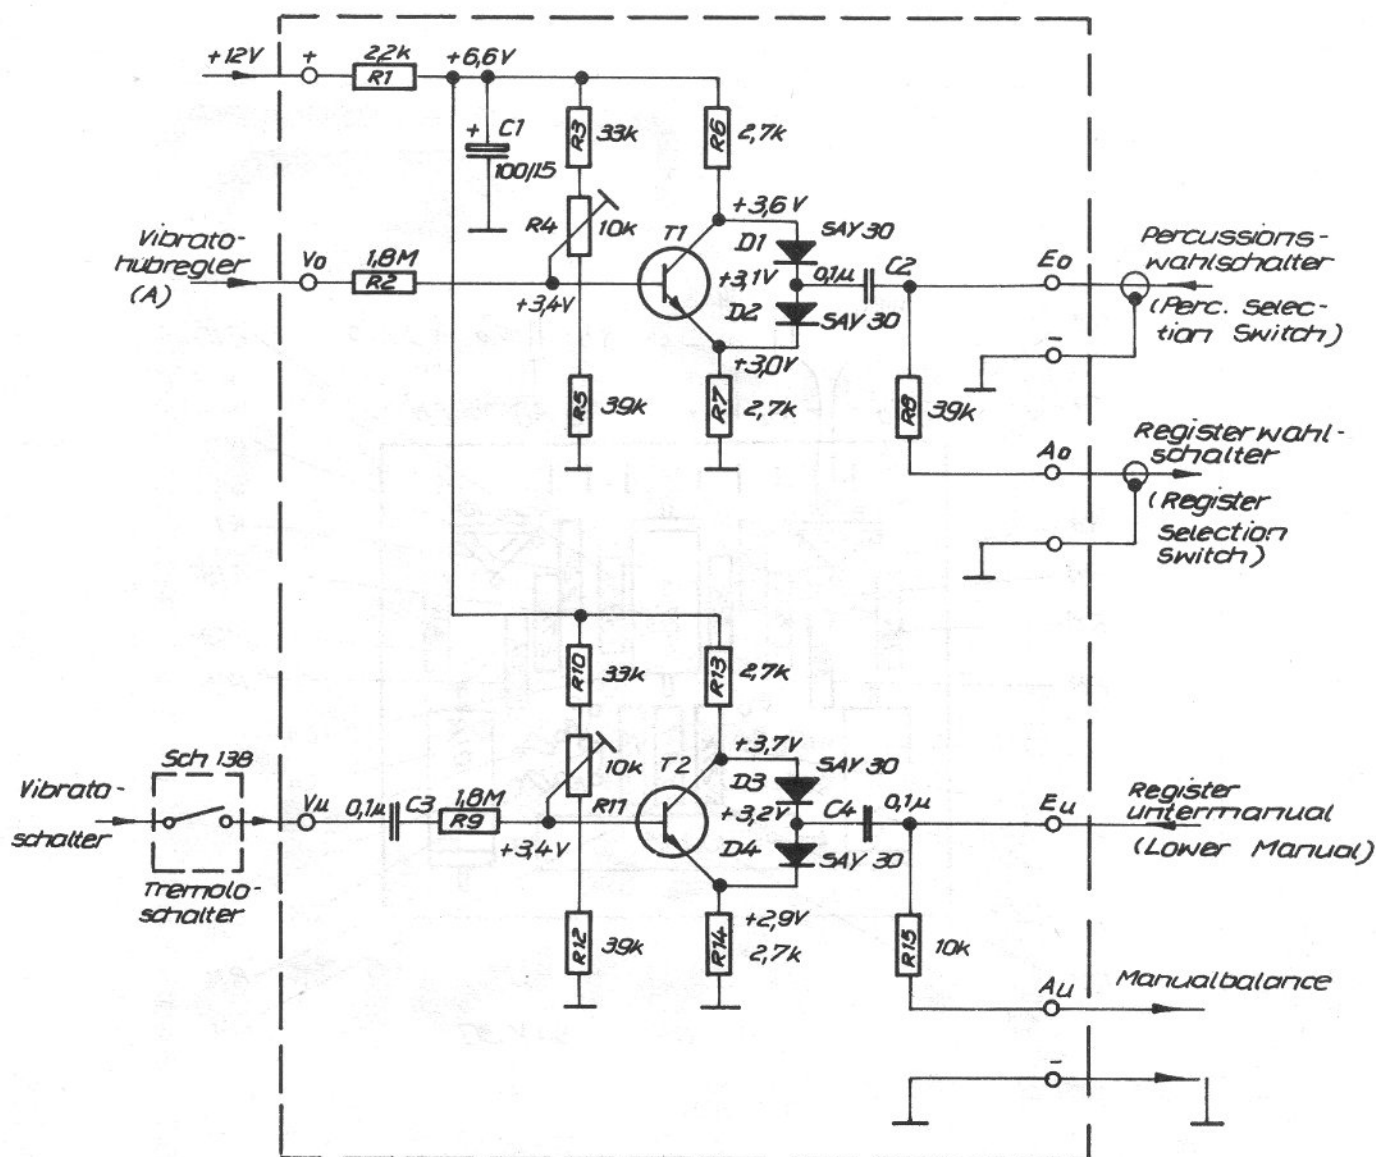 +12V
+
2,2k
R1
+6,6V
+
C1
100/15
R3
33k
R6
2,7k
R4
10k
T1
+3,6V
SAY 30
D1
+3,1V
0,1µ
C2
D2
SAY 30
Vibrato-
hubregler
(A)
Vo
1,8M
R2
+3,4V
+3,0V
R5
39k
R7
2,7k
R8
39k
Eo
Percussions-
wahlschalter
(Perc. Selec-
tion Switch)
-
Ao
Registerwahl-
schalter
(Register
Selection
Switch)
R10
33k
R13
2,7k
10k
R11
T2
+3,7V
SAY 30
D3
+3,2V
C4
0,1µ
D4
SAY 30
Sch 138
Vibrato-
schalter
Tremolo-
schalter
Vu
0,1µ
C3
1,8M
R9
+3,4V
+2,9V
R12
39k
R14
2,7k
R15
10k
Eu
Register
untermanual
(Lower Manual)
Au
Manualbalance
-